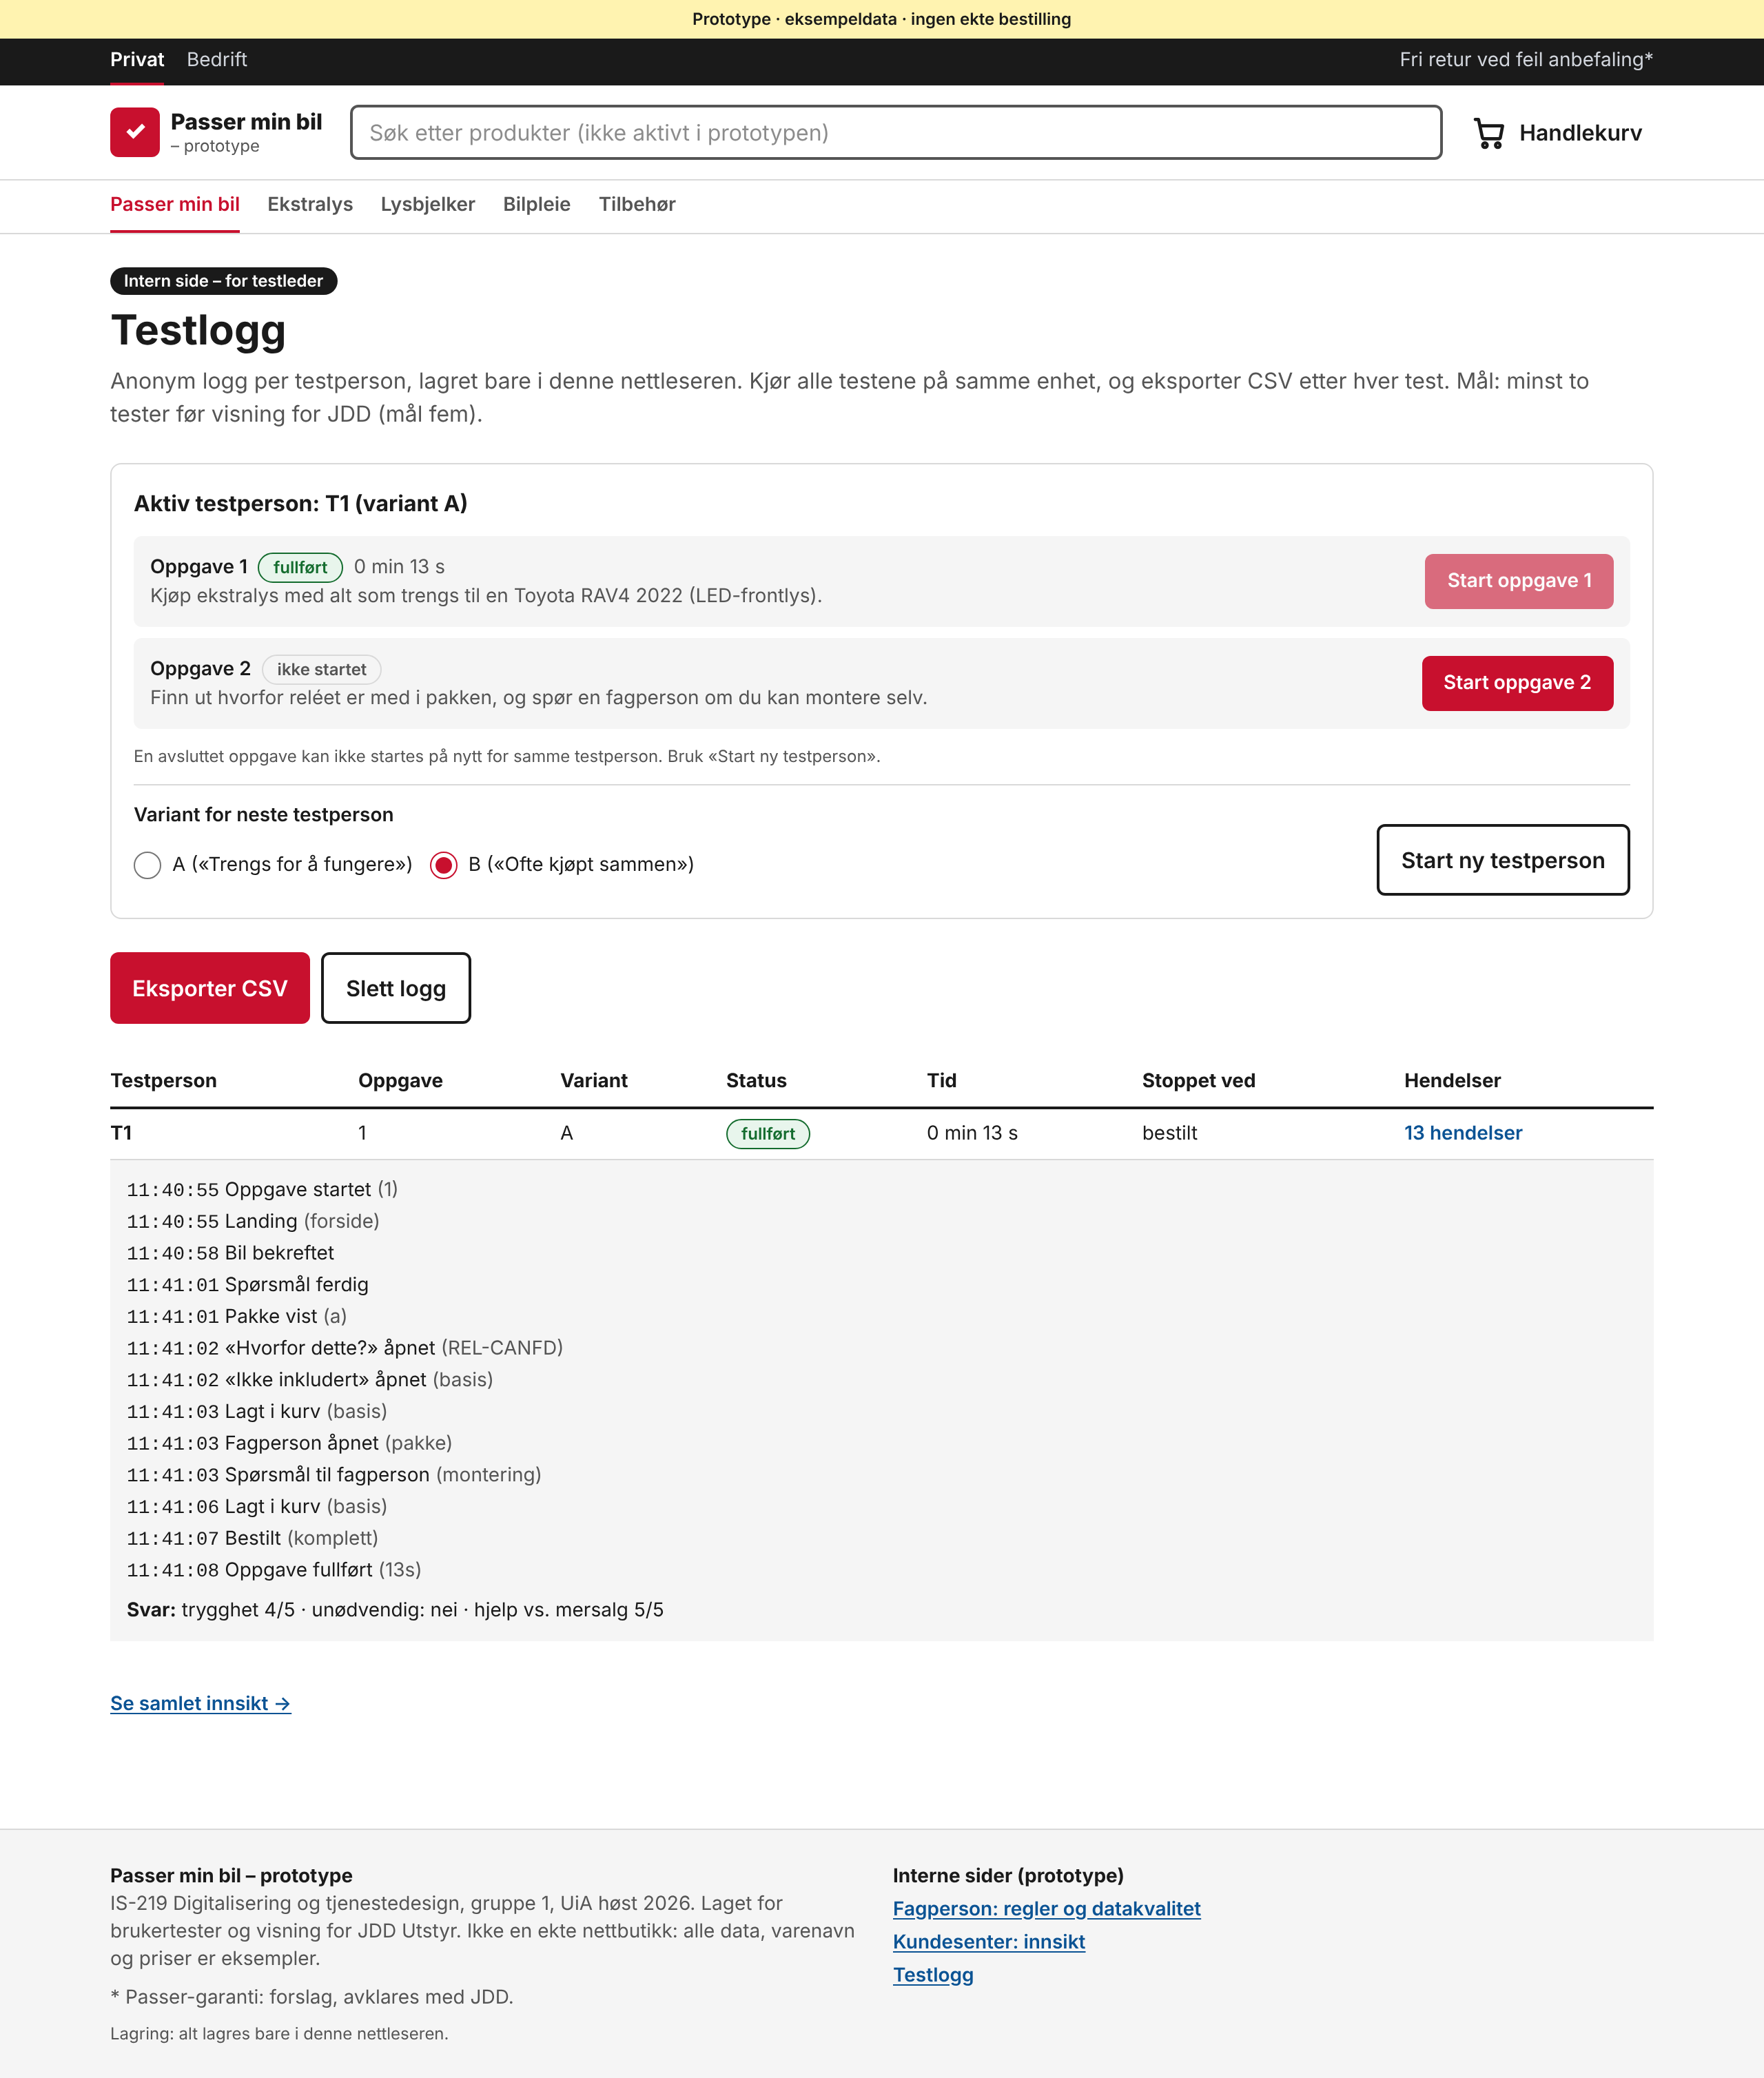 Prototype · eksempeldata · ingen ekte bestilling
Privat Bedrift Fri retur ved feil anbefaling*
Passer min bil
– prototype
Søk etter produkter (ikke aktivt i prototypen)
Handlekurv
Passer min bil Ekstralys Lysbjelker Bilpleie Tilbehør
Intern side – for testleder
Testlogg
Anonym logg per testperson, lagret bare i denne nettleseren. Kjør alle testene på samme enhet, og eksporter CSV etter hver test. Mål: minst to
tester før visning for JDD (mål fem).
Aktiv testperson: T1 (variant A)
Oppgave 1 fullført 0 min 13 s
Kjøp ekstralys med alt som trengs til en Toyota RAV4 2022 (LED-frontlys).
Start oppgave 1
Oppgave 2 ikke startet
Finn ut hvorfor reléet er med i pakken, og spør en fagperson om du kan montere selv.
Start oppgave 2
En avsluttet oppgave kan ikke startes på nytt for samme testperson. Bruk «Start ny testperson».
Variant for neste testperson
A («Trengs for å fungere») B («Ofte kjøpt sammen»)
Start ny testperson
Eksporter CSV Slett logg
Testperson Oppgave Variant Status Tid Stoppet ved Hendelser
T1 1 A fullført 0 min 13 s bestilt 13 hendelser
11:40:55 Oppgave startet (1)
11:40:55 Landing (forside)
11:40:58 Bil bekreftet
11:41:01 Spørsmål ferdig
11:41:01 Pakke vist (a)
11:41:02 «Hvorfor dette?» åpnet (REL-CANFD)
11:41:02 «Ikke inkludert» åpnet (basis)
11:41:03 Lagt i kurv (basis)
11:41:03 Fagperson åpnet (pakke)
11:41:03 Spørsmål til fagperson (montering)
11:41:06 Lagt i kurv (basis)
11:41:07 Bestilt (komplett)
11:41:08 Oppgave fullført (13s)
Svar: trygghet 4/5 · unødvendig: nei · hjelp vs. mersalg 5/5
Se samlet innsikt →
Passer min bil – prototype
IS-219 Digitalisering og tjenestedesign, gruppe 1, UiA høst 2026. Laget for
brukertester og visning for JDD Utstyr. Ikke en ekte nettbutikk: alle data, varenavn
og priser er eksempler.
* Passer-garanti: forslag, avklares med JDD.
Lagring: alt lagres bare i denne nettleseren.
Interne sider (prototype)
Fagperson: regler og datakvalitet
Kundesenter: innsikt
Testlogg